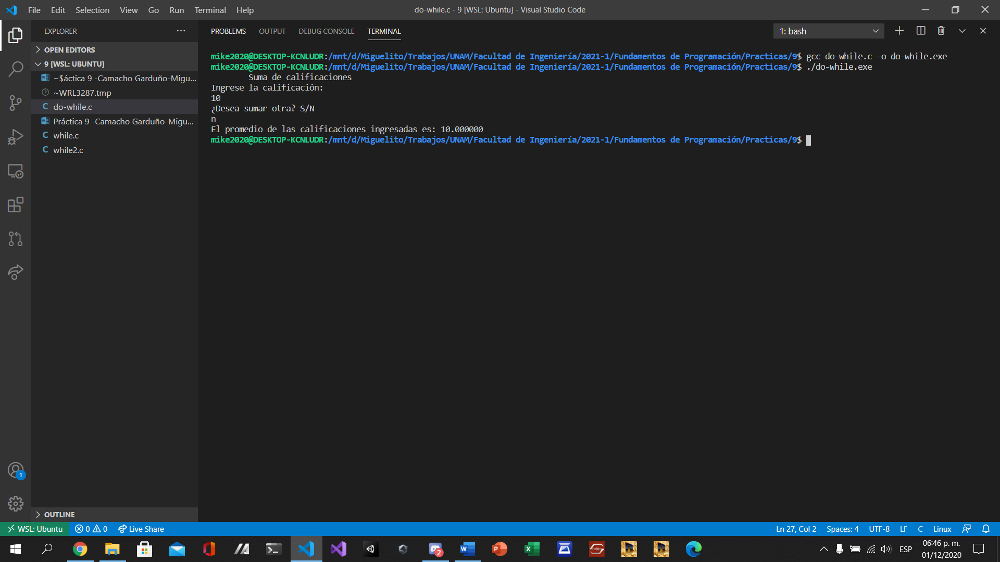 File Edit Selection View Go Run Terminal Help
do-while.c - 9 [WSL: Ubuntu] - Visual Studio Code
EXPLORER
PROBLEMS OUTPUT DEBUG CONSOLE TERMINAL
1: bash
OPEN EDITORS
9 [WSL: UBUNTU]
~$áctica 9 -Camacho Garduño-Migu...
~WRL3287.tmp
do-while.c
Práctica 9 -Camacho Garduño-Migu...
while.c
while2.c
mike2020@DESKTOP-KCNLUDR:/mnt/d/Miguelito/Trabajos/UNAM/Facultad de Ingeniería/2021-1/Fundamentos de Programación/Practicas/9$ gcc do-while.c -o do-while.exe
mike2020@DESKTOP-KCNLUDR:/mnt/d/Miguelito/Trabajos/UNAM/Facultad de Ingeniería/2021-1/Fundamentos de Programación/Practicas/9$ ./do-while.exe
Suma de calificaciones
Ingrese la calificación:
10
¿Desea sumar otra? S/N
n
El promedio de las calificaciones ingresadas es: 10.000000
mike2020@DESKTOP-KCNLUDR:/mnt/d/Miguelito/Trabajos/UNAM/Facultad de Ingeniería/2021-1/Fundamentos de Programación/Practicas/9$
1
OUTLINE
WSL: Ubuntu 0 0 Live Share
Ln 27, Col 2 Spaces: 4 UTF-8 LF C Linux
2
ESP
06:46 p. m.
01/12/2020